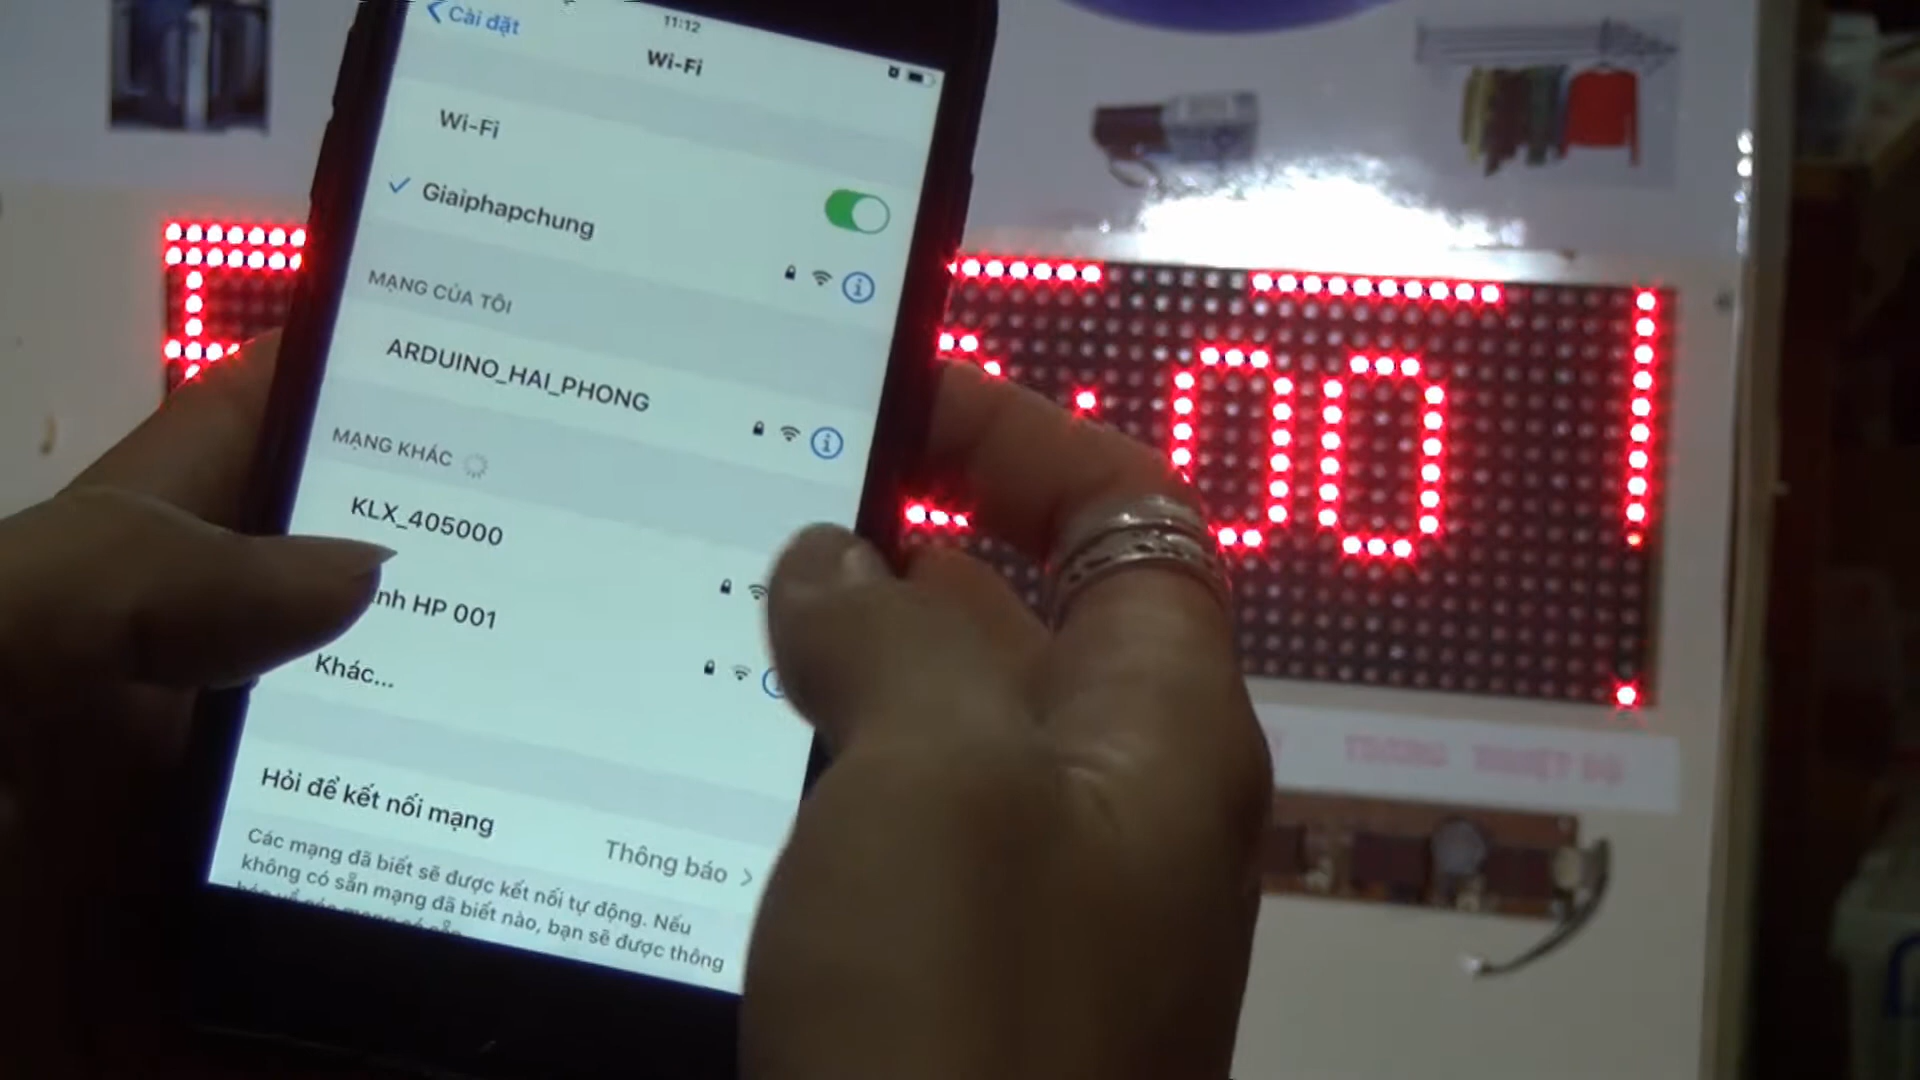 Cài đặt
11:12
Wi-Fi
Wi-Fi
Giaiphapchung
MẠNG CỦA TÔI
ARDUINO_HAI_PHONG
MẠNG KHÁC
KLX_405000
nh HP 001
Khác...
Hỏi để kết nối mạng
Thông báo
Các mạng đã biết sẽ được kết nối tự động. Nếu
không có sẵn mạng đã biết nào, bạn sẽ được thông
00